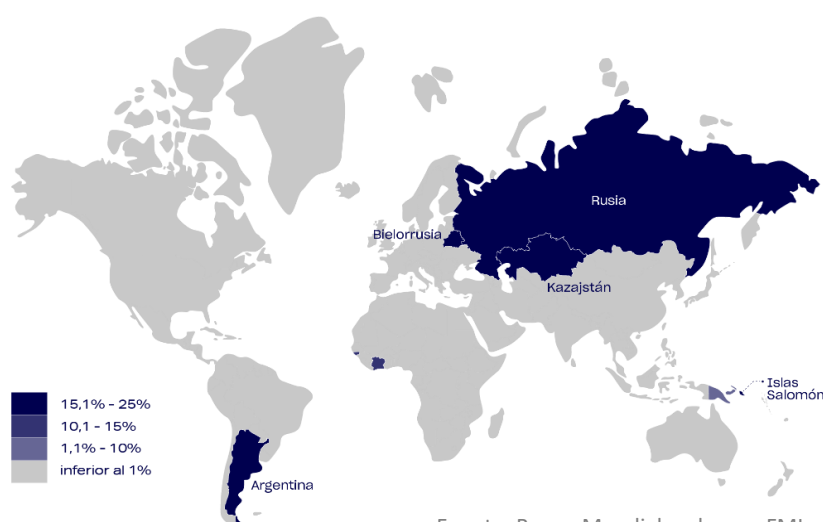 Rusia
Bielorrusia
Kazajstán
Islas
Salomón
15,1% - 25%
10,1 - 15%
1,1% - 10%
inferior al 1%
Argentina